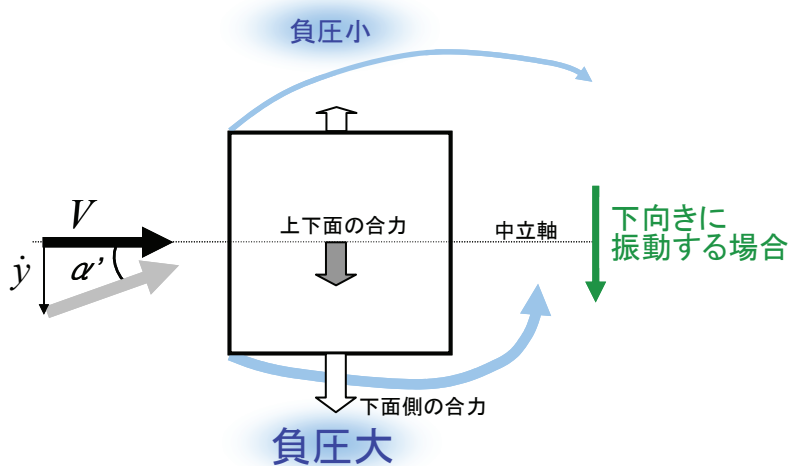 負圧小
V
上下面の合力
中立軸
下向きに
振動する場合
ẏ
α’
下面側の合力
負圧大